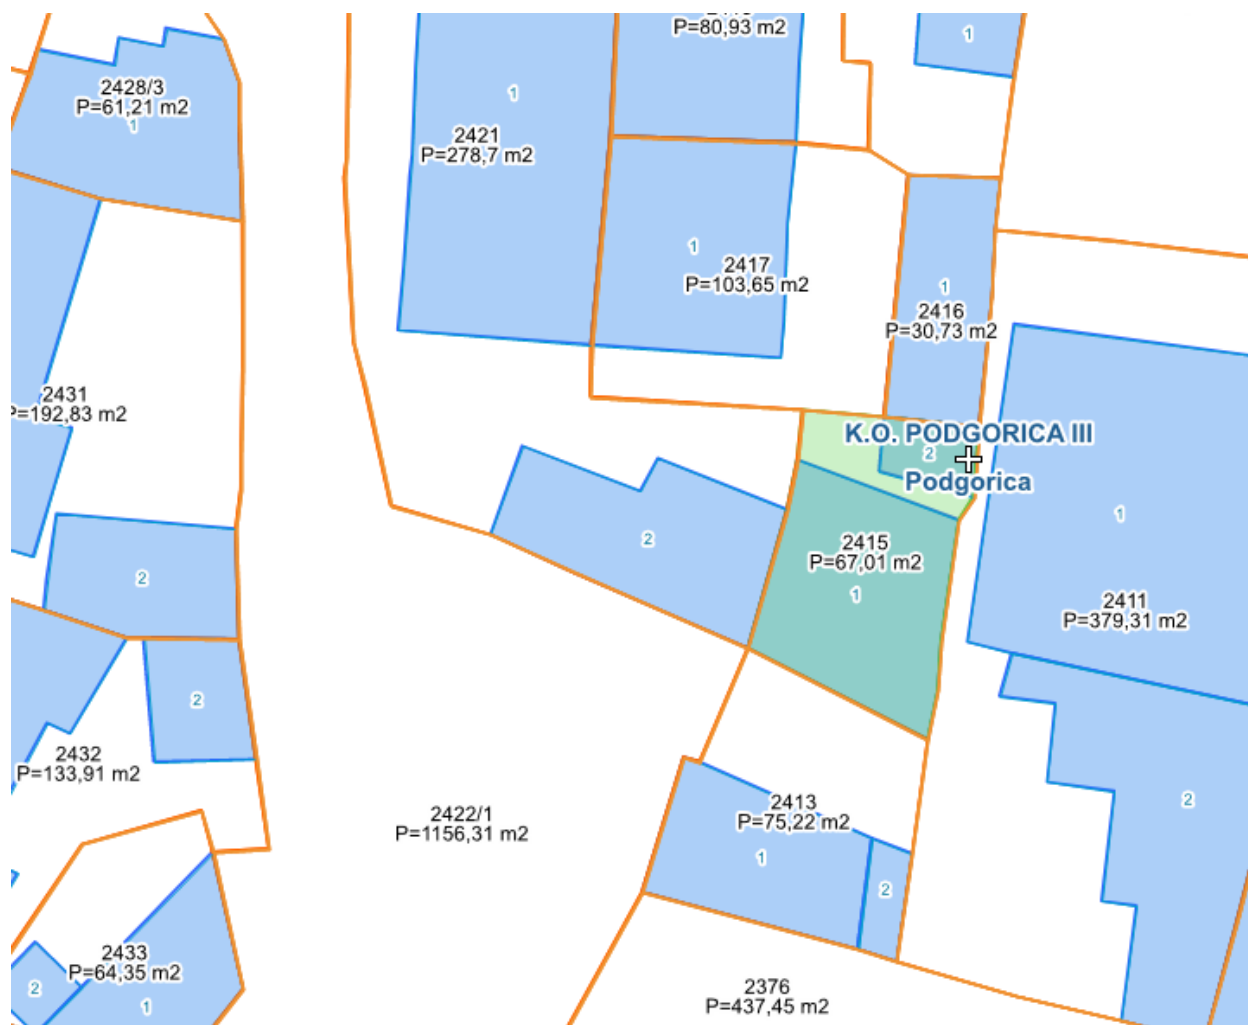 P=80,93 m2
1
2428/3
P=61,21 m2
1
1
2421
P=278,7 m2
1
2417
P=103,65 m2
1
2416
P=30,73 m2
2431
P=192,83 m2
K.O. PODGORICA III
2
Podgorica
1
2
2415
P=67,01 m2
1
2
2411
P=379,31 m2
2
2432
P=133,91 m2
2
2422/1
P=1156,31 m2
2413
P=75,22 m2
1
2
2433
P=64,35 m2
2
1
2376
P=437,45 m2